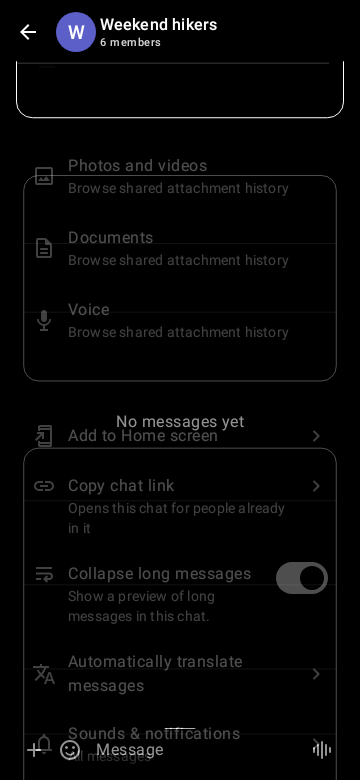 W
Weekend hikers
6 members
Photos and videos
Browse shared attachment history
Documents
Browse shared attachment history
Voice
Browse shared attachment history
No messages yet
Add to Home screen
Copy chat link
Opens this chat for people already
in it
Collapse long messages
Show a preview of long
messages in this chat.
Automatically translate
messages
Sounds & notifications
All messages
Message